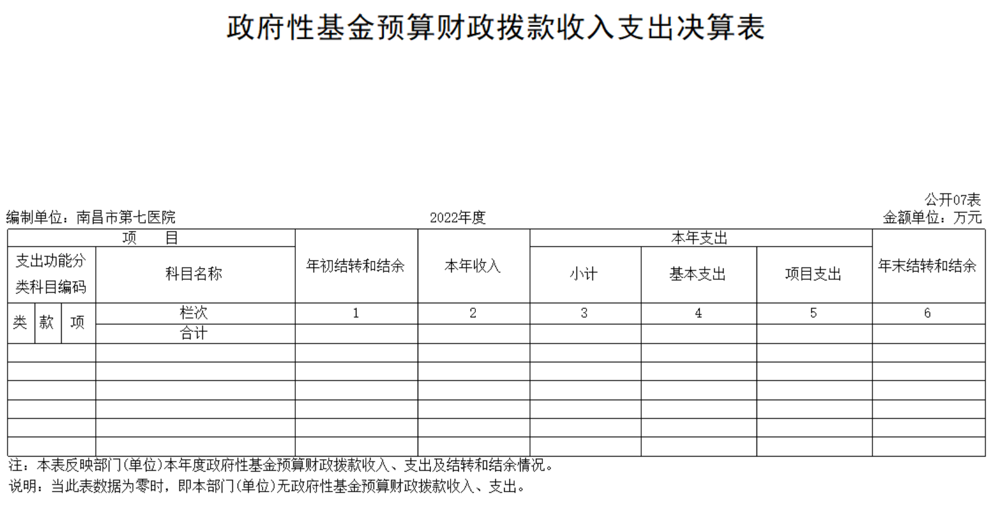 政府性基金预算财政拨款收入支出决算表
公开07表
编制单位：南昌市第七医院 2022年度 金额单位：万元
项 目 年初结转和结余 本年收入 本年支出 年末结转和结余
支出功能分类科目编码 科目名称 小计 基本支出 项目支出
类 款 项 栏次 1 2 3 4 5 6
合计
注：本表反映部门(单位)本年度政府性基金预算财政拨款收入、支出及结转和结余情况。
说明：当此表数据为零时，即本部门(单位)无政府性基金预算财政拨款收入、支出。